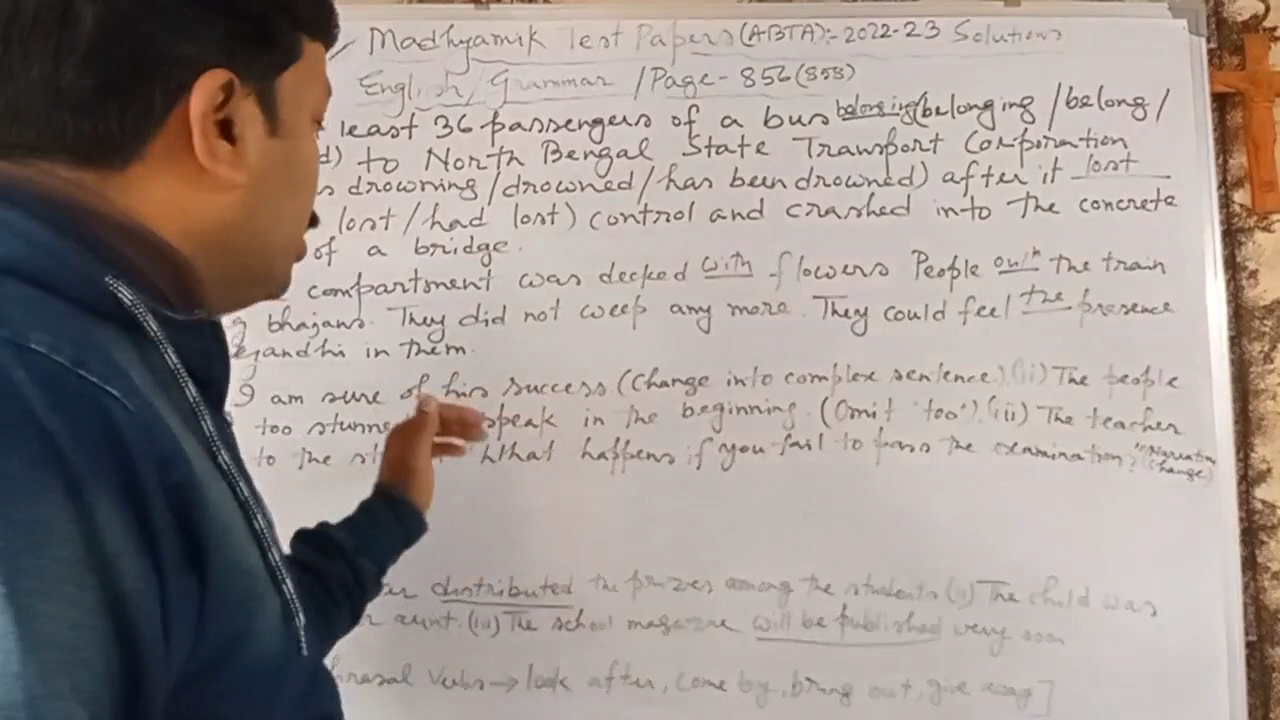 Madhyamik Test Papers (ABTA):- 2022-23 Solutions
English/Grammar /Page- 856(858)
least 36 passengers of a bus belonging (belonging /belong/
d) to North Bengal State Transport Corporation
s drowning/drowned/has been drowned) after it lost
lost/had lost) control and crashed into the concrete
of a bridge.
compartment was decked with flowers People on the train
g bhajans. They did not weep any more. They could feel the presence
gandhi in them.
I am sure of his success. (Change into complex sentence.) (ii) The people
too stunne speak in the beginning. (Omit 'too'). (iii) The teacher
to the st What happens if you fail to pass the examination?" (Narration
Change)
er distributed the prizes among the students (ii) The child was
r aunt. (iii) The school magazine will be published very soon
hrasal Verbs→ look after, come by, bring out, give away]